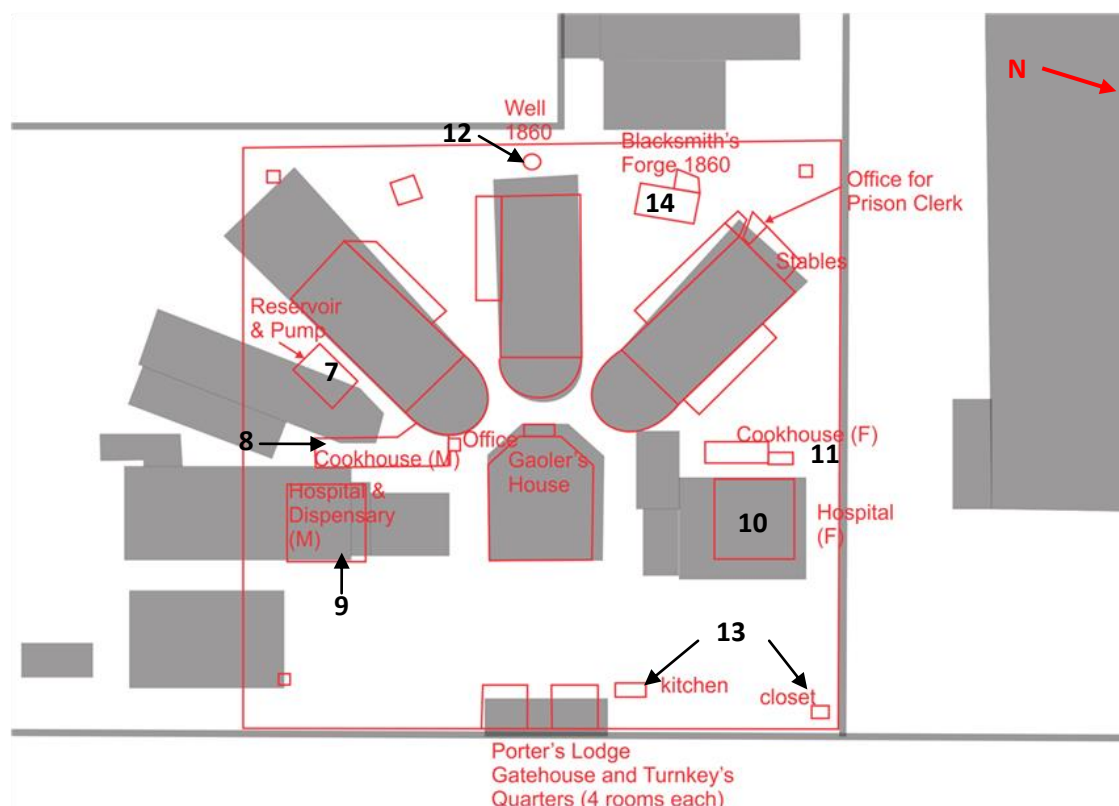 N
Well
1860
12
Blacksmith's
Forge 1860
14
Office for
Prison Clerk
Stables
Reservoir
& Pump
7
8
Office
Cookhouse (M)
Gaoler's
House
Cookhouse (F)
11
Hospital &
Dispensary
(M)
9
10
Hospital
(F)
13
kitchen
closet
Porter's Lodge
Gatehouse and Turnkey's
Quarters (4 rooms each)